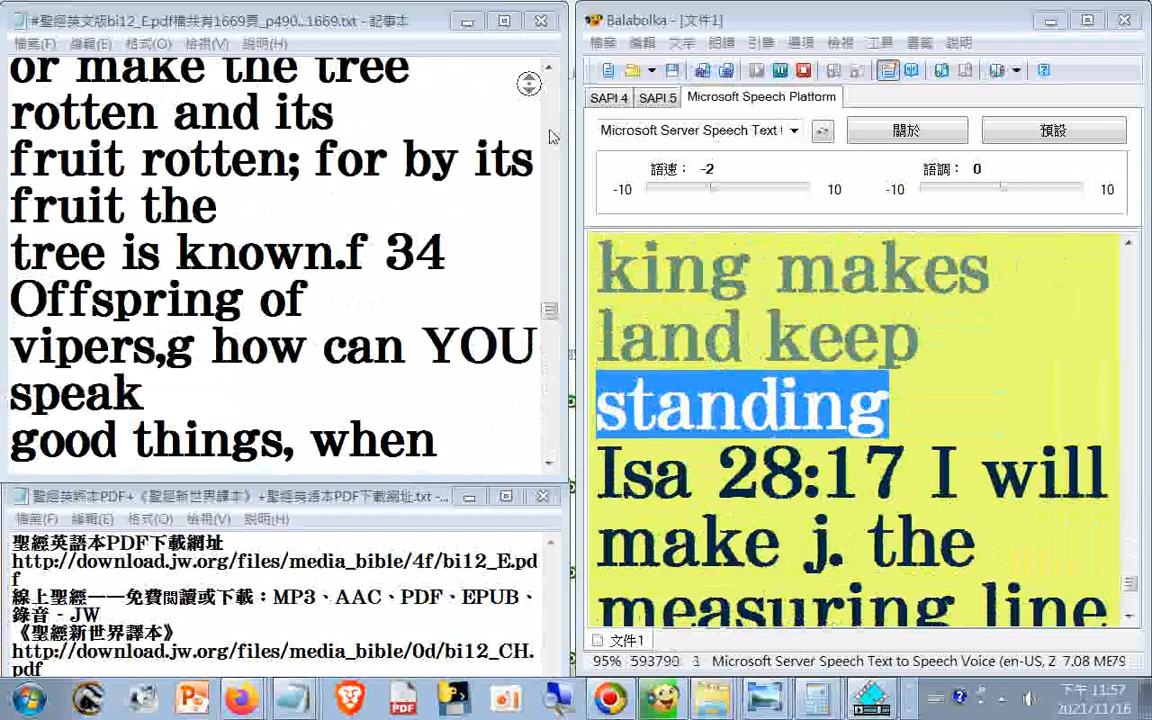 #聖經英文版bi12_E.pdf檔共有1669頁_p490..1669.txt - 記事本
檔案(F) 編輯(E) 格式(O) 檢視(V) 說明(H)
or make the tree
rotten and its
fruit rotten; for by its
fruit the
tree is known.f 34
Offspring of
vipers,g how can YOU
speak
good things, when
聖經英語本PDF+《聖經新世界譯本》+聖經英語本PDF下載網址.txt - ...
檔案(F) 編輯(E) 格式(O) 檢視(V) 說明(H)
聖經英語本PDF下載網址
http://download.jw.org/files/media_bible/4f/bi12_E.pd
f
線上聖經——免費閱讀或下載：MP3、AAC、PDF、EPUB、
錄音 - JW
《聖經新世界譯本》
http://download.jw.org/files/media_bible/0d/bi12_CH.
pdf
Balabolka - [文件1]
檔案 編輯 文字 朗讀 引擎 選項 檢視 工具 書籤 說明
SAPI 4 SAPI 5 Microsoft Speech Platform
Microsoft Server Speech Text 關於 預設
語速： -2 語調： 0
-10 10 -10 10
king makes
land keep
standing
Isa 28:17 I will
make j. the
measuring line
文件1
95% 593790 Microsoft Server Speech Text to Speech Voice (en-US, Z 7.08 ME
下午 11:57
2021/11/16